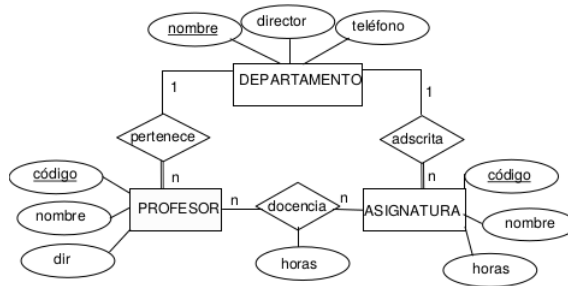 director
nombre
teléfono
DEPARTAMENTO
1
1
pertenece
adscrita
código
n
n
código
PROFESOR
n
docencia
n
ASIGNATURA
nombre
nombre
dir
horas
horas